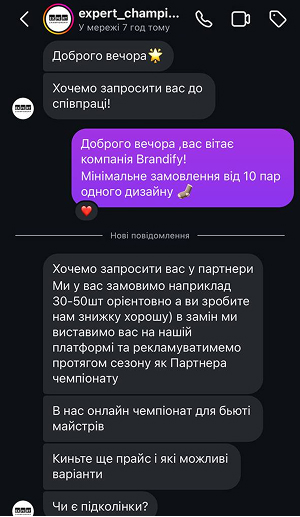 expert_champi...
У мережі 7 год тому
Доброго вечора🌟
Хочемо запросити вас до
співпраці!
Доброго вечора ,вас вітає
компанія Brandify!
Мінімальне замовлення від 10 пар
одного дизайну 🧦
❤️
Нові повідомлення
Хочемо запросити вас у партнери
Ми у вас замовимо наприклад
30-50шт орієнтовно а ви зробите
нам знижку хорошу) в замін ми
виставимо вас на нашій
платформі та рекламуватимемо
протягом сезону як Партнера
чемпіонату
В нас онлайн чемпіонат для бьюті
майстрів
Киньте ще прайс і які можливі
варіанти
Чи є підколінки?